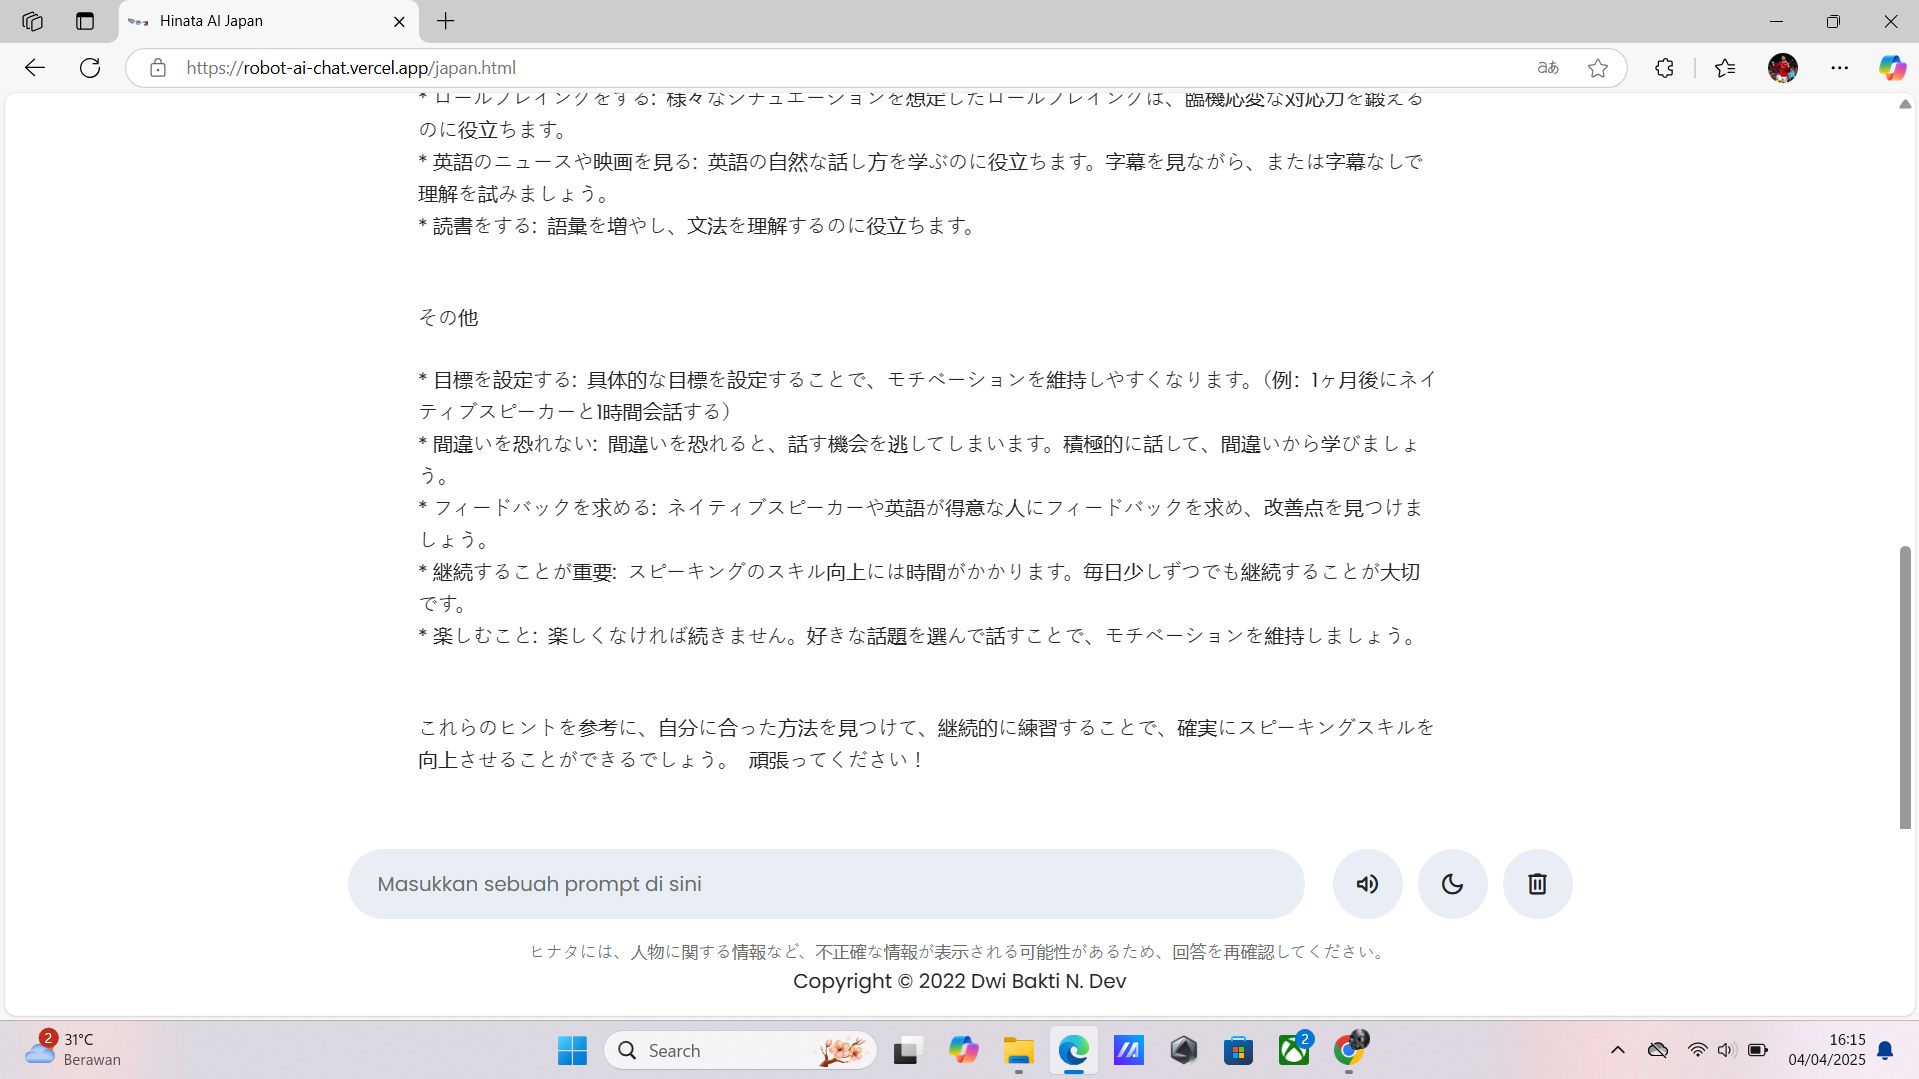 Hinata AI Japan
https://robot-ai-chat.vercel.app/japan.html
* ロールプレイングをする: 様々なシチュエーションを想定したロールプレイングは、臨機応変な対応力を鍛える
のに役立ちます。
* 英語のニュースや映画を見る: 英語の自然な話し方を学ぶのに役立ちます。字幕を見ながら、または字幕なしで
理解を試みましょう。
* 読書をする: 語彙を増やし、文法を理解するのに役立ちます。
その他
* 目標を設定する: 具体的な目標を設定することで、モチベーションを維持しやすくなります。（例：1ヶ月後にネイ
ティブスピーカーと1時間会話する）
* 間違いを恐れない: 間違いを恐れると、話す機会を逃してしまいます。積極的に話して、間違いから学びましょ
う。
* フィードバックを求める: ネイティブスピーカーや英語が得意な人にフィードバックを求め、改善点を見つけま
しょう。
* 継続することが重要: スピーキングのスキル向上には時間がかかります。毎日少しずつでも継続することが大切
です。
* 楽しむこと: 楽しくなければ続きません。好きな話題を選んで話すことで、モチベーションを維持しましょう。
これらのヒントを参考に、自分に合った方法を見つけて、継続的に練習することで、確実にスピーキングスキルを
向上させることができるでしょう。 頑張ってください！
Masukkan sebuah prompt di sini
ヒナタには、人物に関する情報など、不正確な情報が表示される可能性があるため、回答を再確認してください。
Copyright © 2022 Dwi Bakti N. Dev
2
31°C
Berawan
Search
2
16:15
04/04/2025